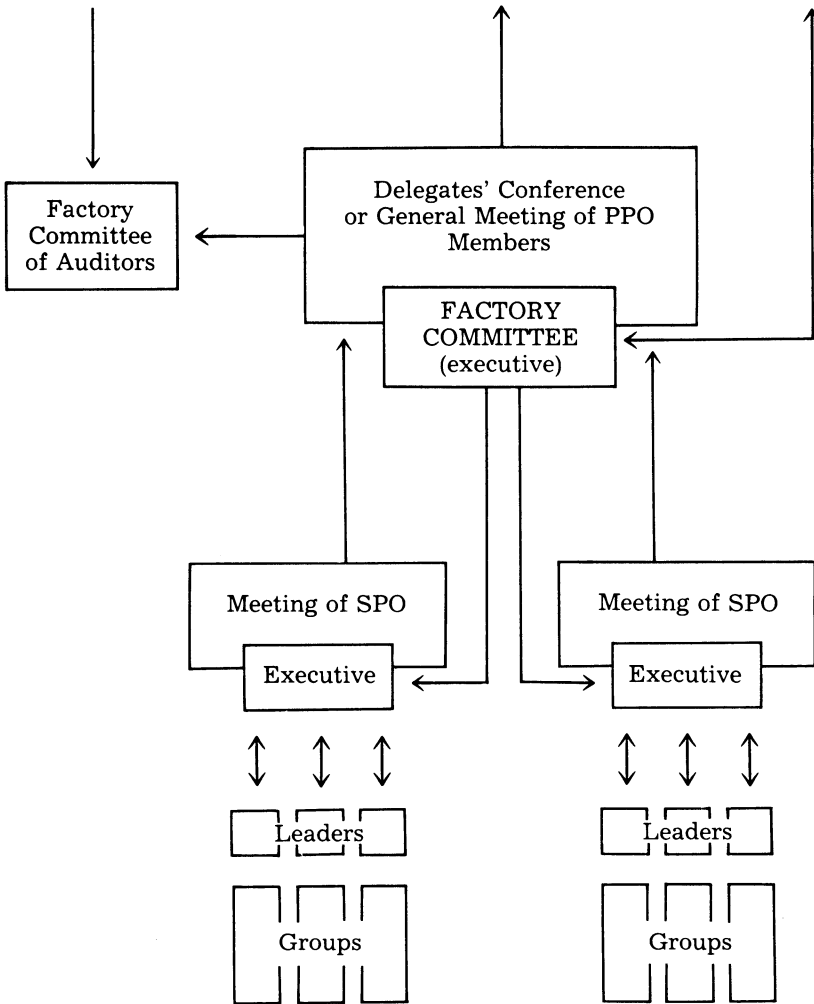 Delegates' Conference
or General Meeting of PPO
Members
Factory
Committee
of Auditors
FACTORY
COMMITTEE
(executive)
Meeting of SPO
Meeting of SPO
Executive
Executive
Leaders
Leaders
Groups
Groups